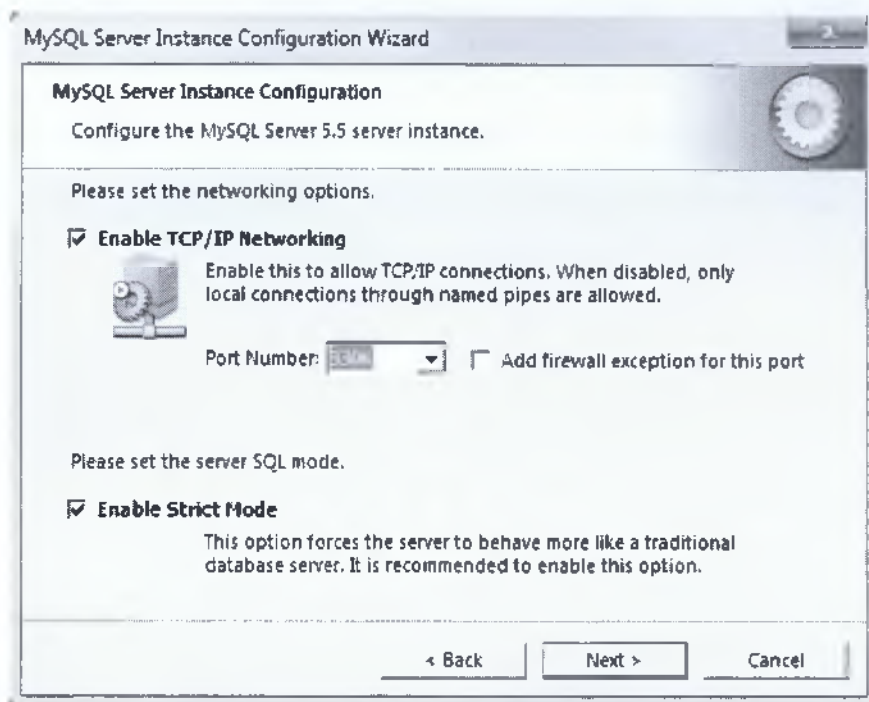 MySQL Server Instance Configuration Wizard
MySQL Server Instance Configuration
Configure the MySQL Server 5.5 server instance.
Please set the networking options.
Enable TCP/IP Networking
Enable this to allow TCP/IP connections. When disabled, only
local connections through named pipes are allowed.
Port Number:
Add firewall exception for this port
Please set the server SQL mode.
Enable Strict Mode
This option forces the server to behave more like a traditional
database server. It is recommended to enable this option.
< Back
Next >
Cancel